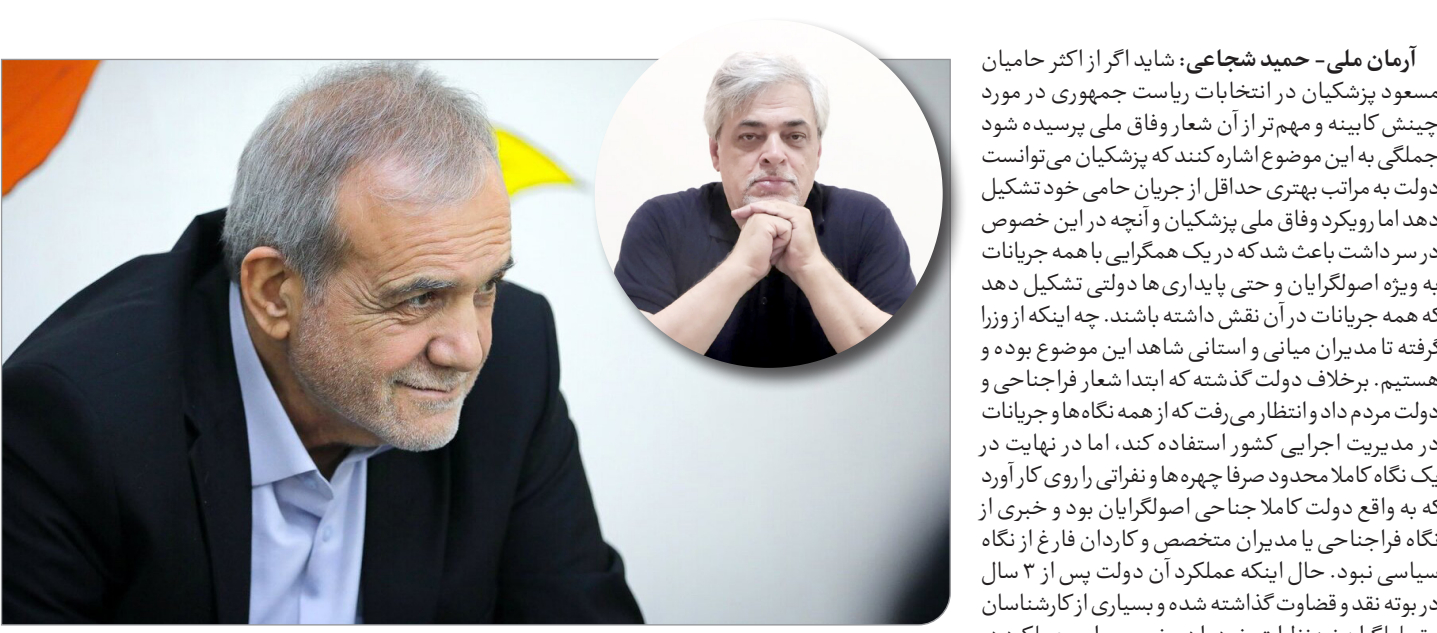 آرمان ملی- حمید شجاعی: شاید اگر از اکثر حامیان
مسعود پزشکیان در انتخابات ریاست جمهوری در مورد
چینش کابینه و مهم‌تر از آن شعار وفاق ملی پرسیده شود
جملگی به این موضوع اشاره کنند که پزشکیان می‌توانست
دولت به مراتب بهتری حداقل از جریان حامی خود تشکیل
دهد اما رویکرد وفاق ملی پزشکیان و آنچه در این خصوص
در سر داشت باعث شد که در یک همگرایی با همه جریانات
به ویژه اصولگرایان و حتی پایداری‌ها دولتی تشکیل دهد
که همه جریانات در آن نقش داشته باشند. چه اینکه از وزرا
گرفته تا مدیران میانی و استانی شاهد این موضوع بوده و
هستیم. برخلاف دولت گذشته که ابتدا شعار فراجناحی و
دولت مردم داد و انتظار می‌رفت که از همه نگاه‌ها و جریانات
در مدیریت اجرایی کشور استفاده کند، اما در نهایت در
یک نگاه کاملا محدود صرفا چهره‌ها و نفراتی را روی کار آورد
که به واقع دولت کاملا جناحی اصولگرایان بود و خبری از
نگاه فراجناحی یا مدیران متخصص و کاردان فارغ از نگاه
سیاسی نبود. حال اینکه عملکرد آن دولت پس از ۳ سال
در بوته نقد و قضاوت گذاشته شده و بسیاری از کارشناسان